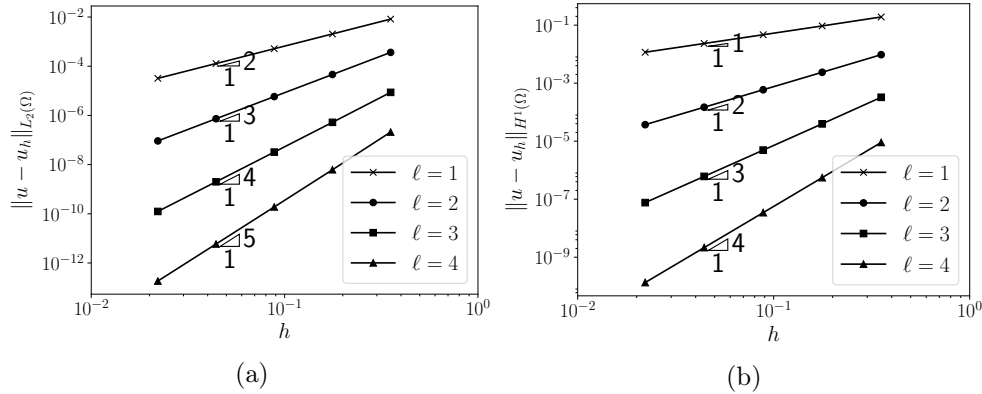 10^{-2}
10^{-4}
10^{-6}
10^{-8}
10^{-10}
10^{-12}
||u − u_h||_{L_2(Ω)}
2
1
3
1
4
1
5
1
ℓ = 1
ℓ = 2
ℓ = 3
ℓ = 4
10^{-2}
10^{-1}
10^{0}
h
(a)
10^{-1}
10^{-3}
10^{-5}
10^{-7}
10^{-9}
||u − u_h||_{H^1(Ω)}
1
1
2
1
3
1
4
1
ℓ = 1
ℓ = 2
ℓ = 3
ℓ = 4
10^{-2}
10^{-1}
10^{0}
h
(b)